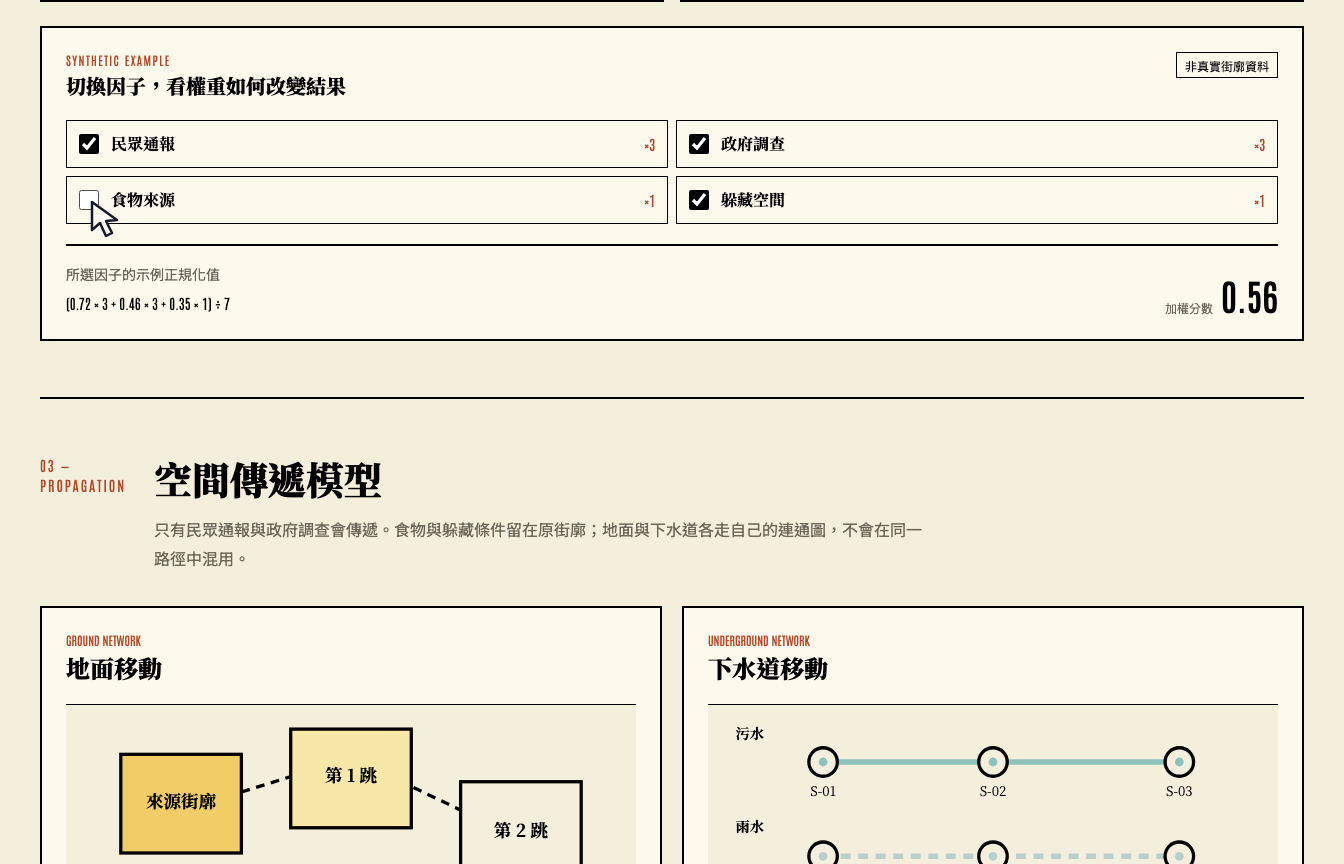 SYNTHETIC EXAMPLE
切換因子，看權重如何改變結果
非真實街廓資料
民眾通報 ×3
政府調查 ×3
食物來源 ×1
躲藏空間 ×1
所選因子的示例正規化值
(0.72 × 3 + 0.46 × 3 + 0.35 × 1) ÷ 7
加權分數 0.56
03 —
PROPAGATION
空間傳遞模型
只有民眾通報與政府調查會傳遞。食物與躲藏條件留在原街廓；地面與下水道各走自己的連通圖，不會在同一
路徑中混用。
GROUND NETWORK
地面移動
來源街廓
第 1 跳
第 2 跳
UNDERGROUND NETWORK
下水道移動
污水
S-01
S-02
S-03
雨水